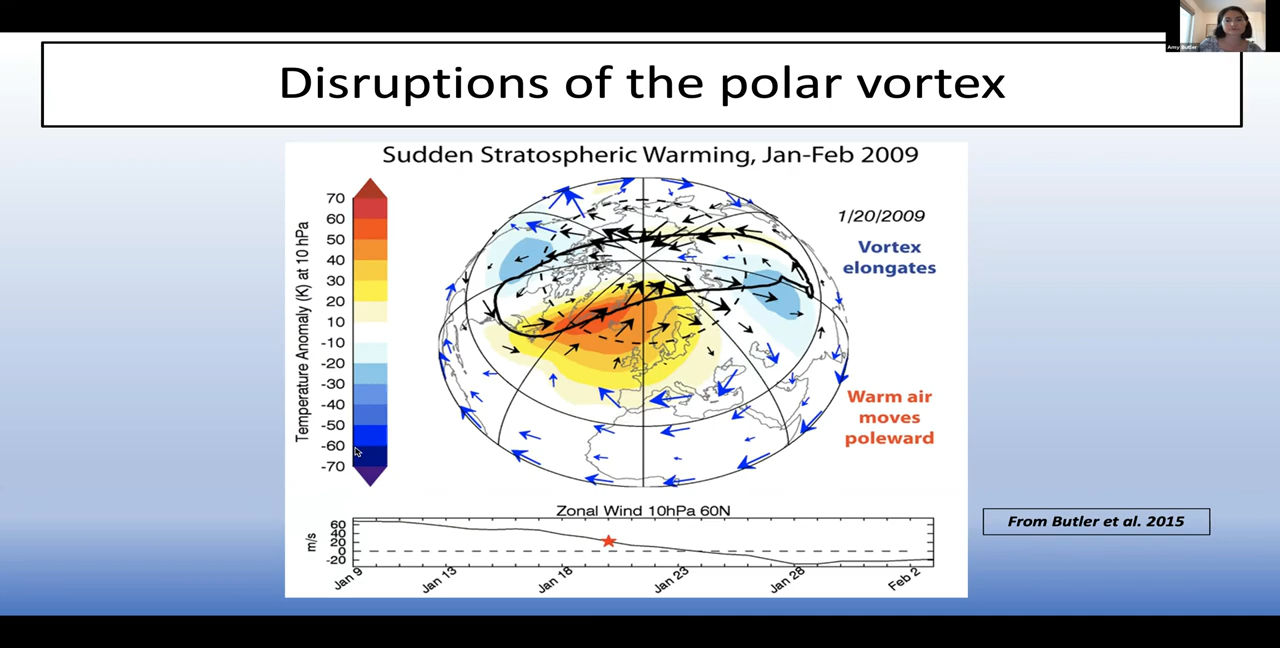 Amy Butler
Disruptions of the polar vortex
Sudden Stratospheric Warming, Jan-Feb 2009
Temperature Anomaly (K) at 10 hPa
70
60
50
40
30
20
10
-10
-20
-30
-40
-50
-60
-70
1/20/2009
Vortex
elongates
Warm air
moves
poleward
Zonal Wind 10hPa 60N
m/s
60
40
20
0
-20
Jan 9
Jan 13
Jan 18
Jan 23
Jan 28
Feb 2
From Butler et al. 2015